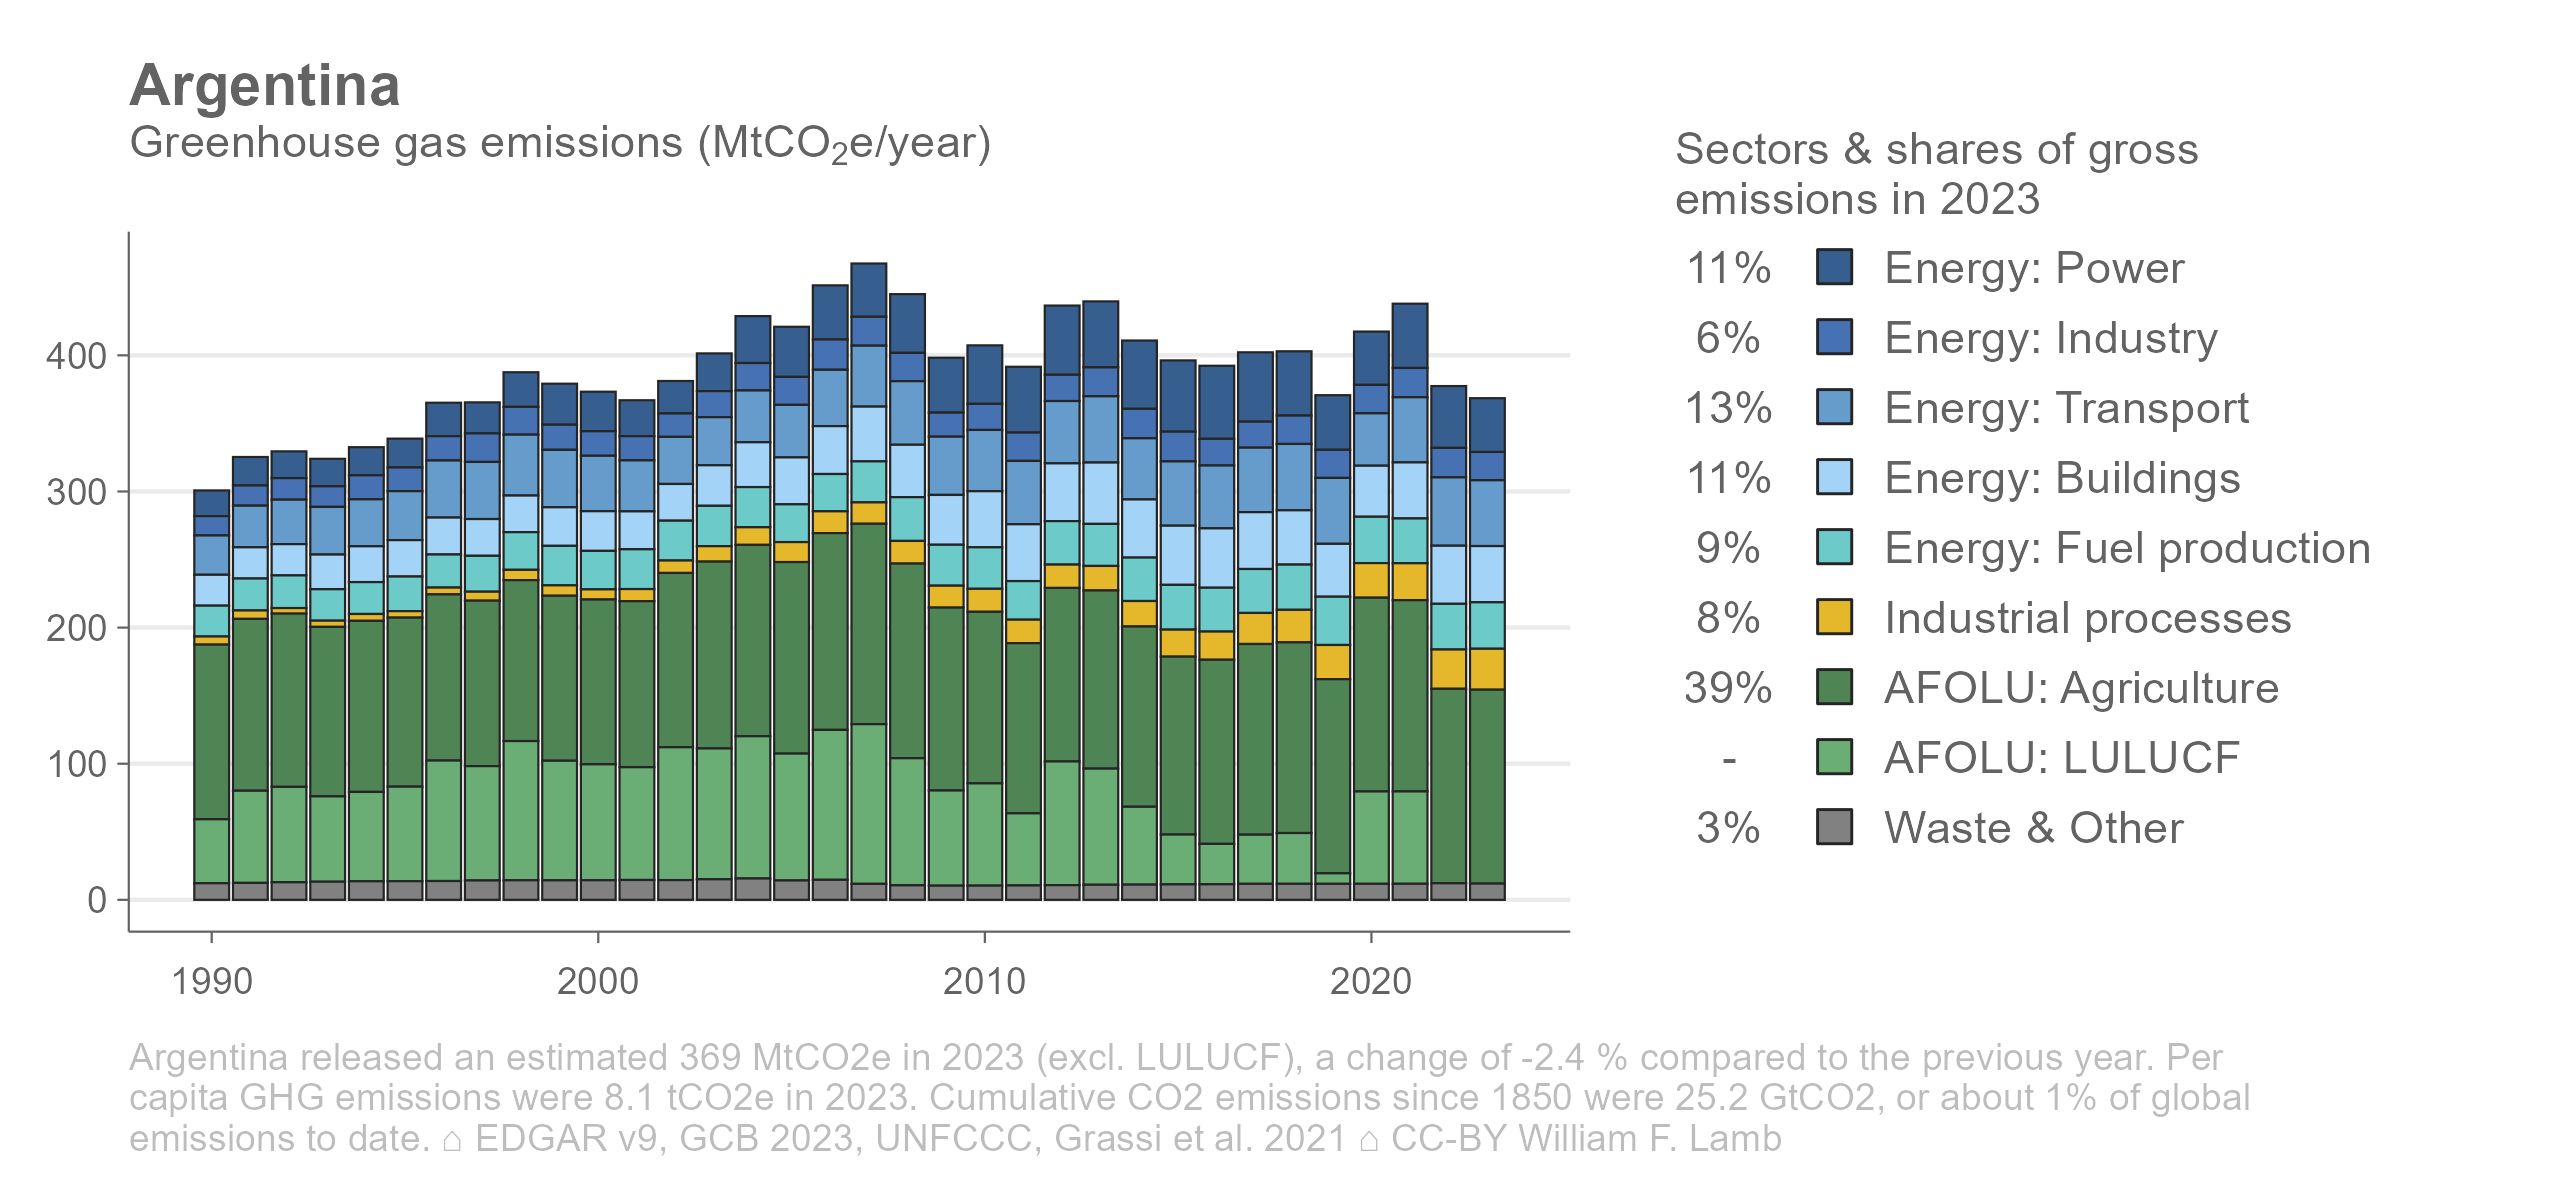 Argentina
Greenhouse gas emissions (MtCO₂e/year)
Sectors & shares of gross
emissions in 2023
11% Energy: Power
6% Energy: Industry
13% Energy: Transport
11% Energy: Buildings
9% Energy: Fuel production
8% Industrial processes
39% AFOLU: Agriculture
- AFOLU: LULUCF
3% Waste & Other
400
300
200
100
0
1990 2000 2010 2020
Argentina released an estimated 369 MtCO2e in 2023 (excl. LULUCF), a change of -2.4 % compared to the previous year. Per
capita GHG emissions were 8.1 tCO2e in 2023. Cumulative CO2 emissions since 1850 were 25.2 GtCO2, or about 1% of global
emissions to date. ⌂ EDGAR v9, GCB 2023, UNFCCC, Grassi et al. 2021 ⌂ CC-BY William F. Lamb